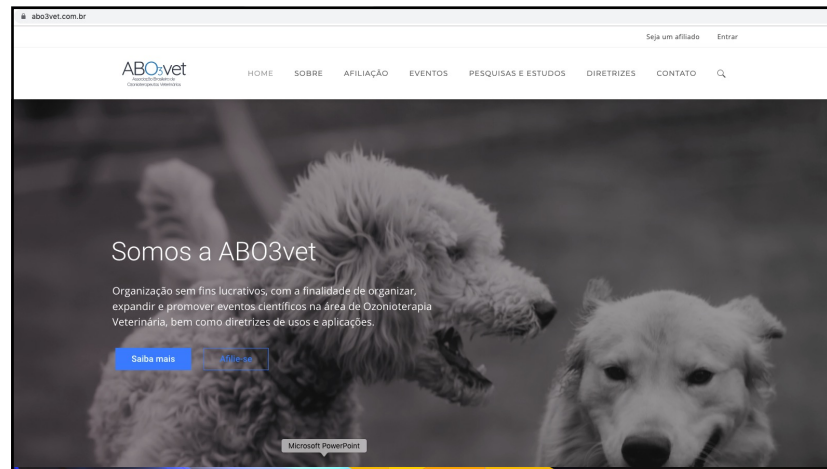 abo3vet.com.br
Seja um afiliado Entrar
ABO3vet
Associação Brasileira de
Ozonioterapeutas Veterinários
HOME SOBRE AFILIAÇÃO EVENTOS PESQUISAS E ESTUDOS DIRETRIZES CONTATO
Somos a ABO3vet
Organização sem fins lucrativos, com a finalidade de organizar,
expandir e promover eventos científicos na área de Ozonioterapia
Veterinária, bem como diretrizes de usos e aplicações.
Saiba mais Afilie-se
Microsoft PowerPoint